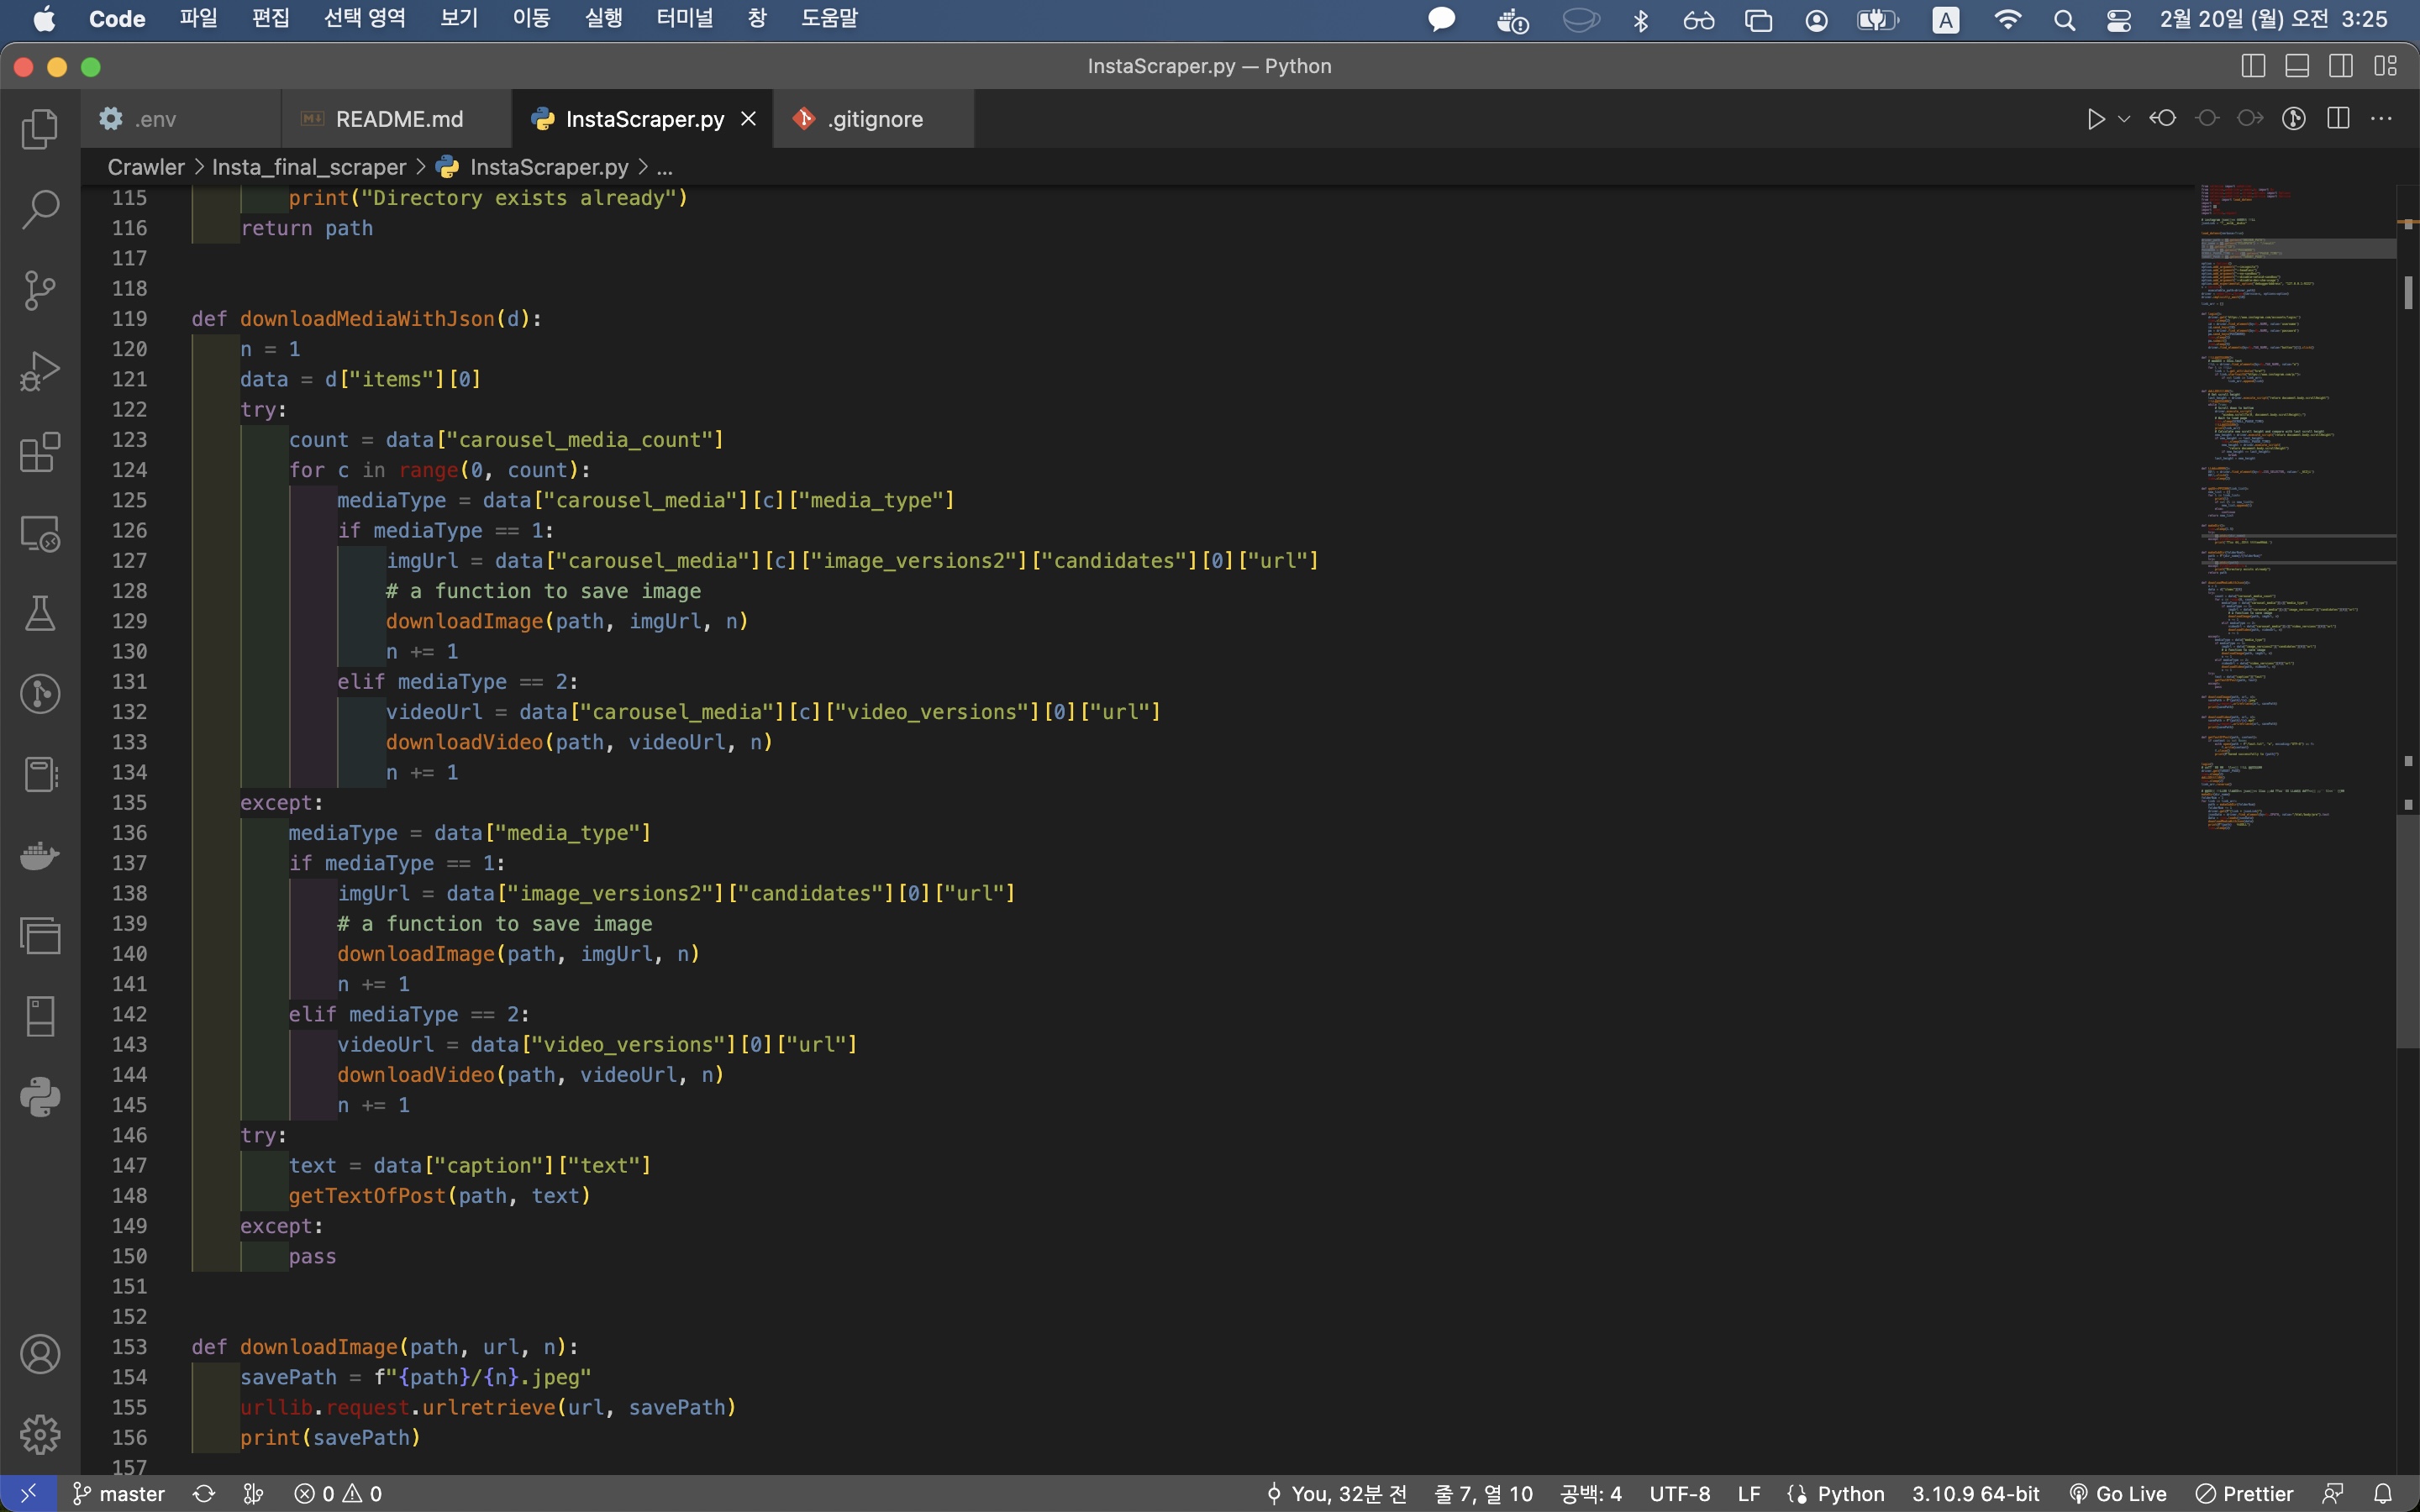 Code 파일 편집 선택 영역 보기 이동 실행 터미널 창 도움말 A 2월 20일 (월) 오전 3:25
InstaScraper.py — Python
.env README.md InstaScraper.py .gitignore
Crawler > Insta_final_scraper > InstaScraper.py > ...
115 print("Directory exists already")
116 return path
117
118
119 def downloadMediaWithJson(d):
120 n = 1
121 data = d["items"][0]
122 try:
123 count = data["carousel_media_count"]
124 for c in range(0, count):
125 mediaType = data["carousel_media"][c]["media_type"]
126 if mediaType == 1:
127 imgUrl = data["carousel_media"][c]["image_versions2"]["candidates"][0]["url"]
128 # a function to save image
129 downloadImage(path, imgUrl, n)
130 n += 1
131 elif mediaType == 2:
132 videoUrl = data["carousel_media"][c]["video_versions"][0]["url"]
133 downloadVideo(path, videoUrl, n)
134 n += 1
135 except:
136 mediaType = data["media_type"]
137 if mediaType == 1:
138 imgUrl = data["image_versions2"]["candidates"][0]["url"]
139 # a function to save image
140 downloadImage(path, imgUrl, n)
141 n += 1
142 elif mediaType == 2:
143 videoUrl = data["video_versions"][0]["url"]
144 downloadVideo(path, videoUrl, n)
145 n += 1
146 try:
147 text = data["caption"]["text"]
148 getTextOfPost(path, text)
149 except:
150 pass
151
152
153 def downloadImage(path, url, n):
154 savePath = f"{path}/{n}.jpeg"
155 urllib.request.urlretrieve(url, savePath)
156 print(savePath)
157
master 0 0 You, 32분 전 줄 7, 열 10 공백: 4 UTF-8 LF Python 3.10.9 64-bit Go Live Prettier